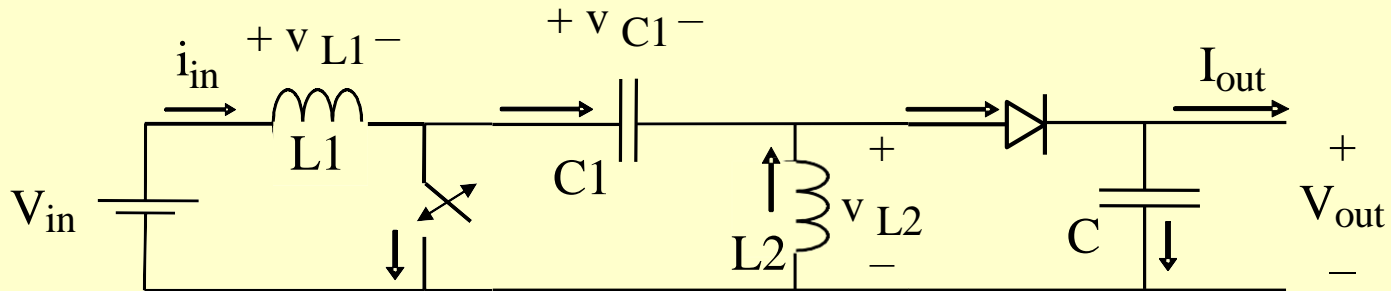 + v L1 −
+ v C1 −
i in
I out
L1
C1
+
+
V in
v L2
V out
L2
C
−
−